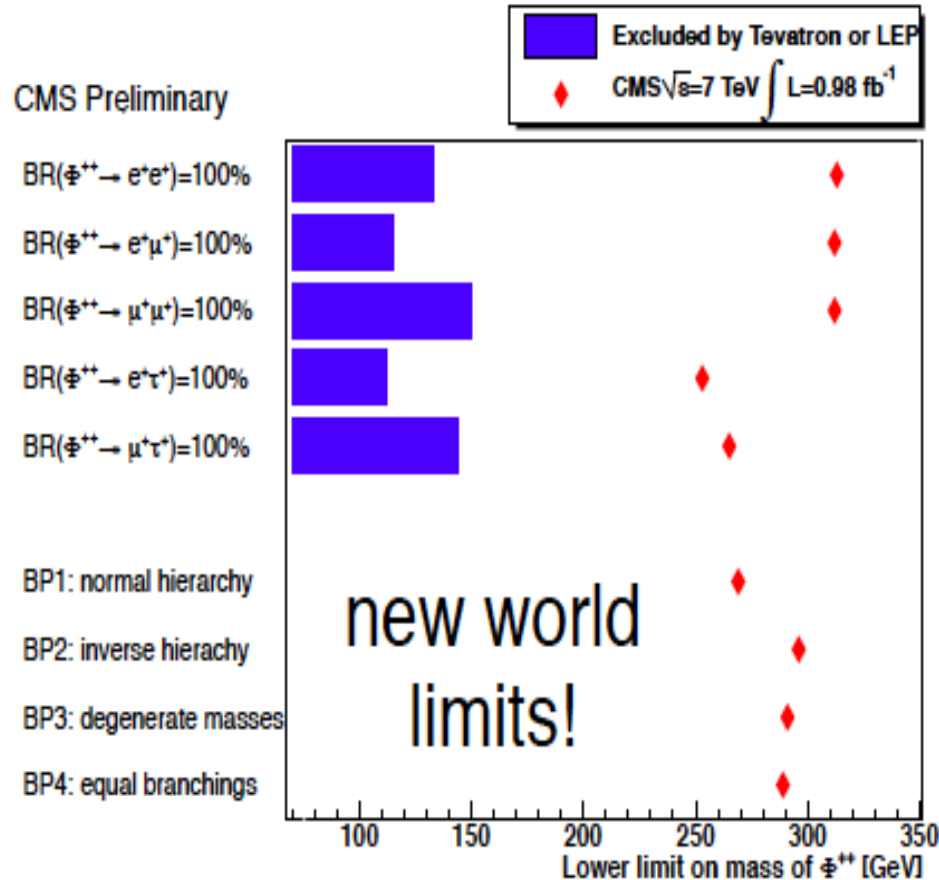 Excluded by Tevatron or LEP
CMS√s=7 TeV ∫ L=0.98 fb⁻¹
CMS Preliminary
BR(Φ⁺⁺→ e⁺e⁺)=100%
BR(Φ⁺⁺→ e⁺μ⁺)=100%
BR(Φ⁺⁺→ μ⁺μ⁺)=100%
BR(Φ⁺⁺→ e⁺τ⁺)=100%
BR(Φ⁺⁺→ μ⁺τ⁺)=100%
BP1: normal hierarchy
BP2: inverse hierachy
BP3: degenerate masses
BP4: equal branchings
new world
limits!
100 150 200 250 300 350
Lower limit on mass of Φ⁺⁺ [GeV]